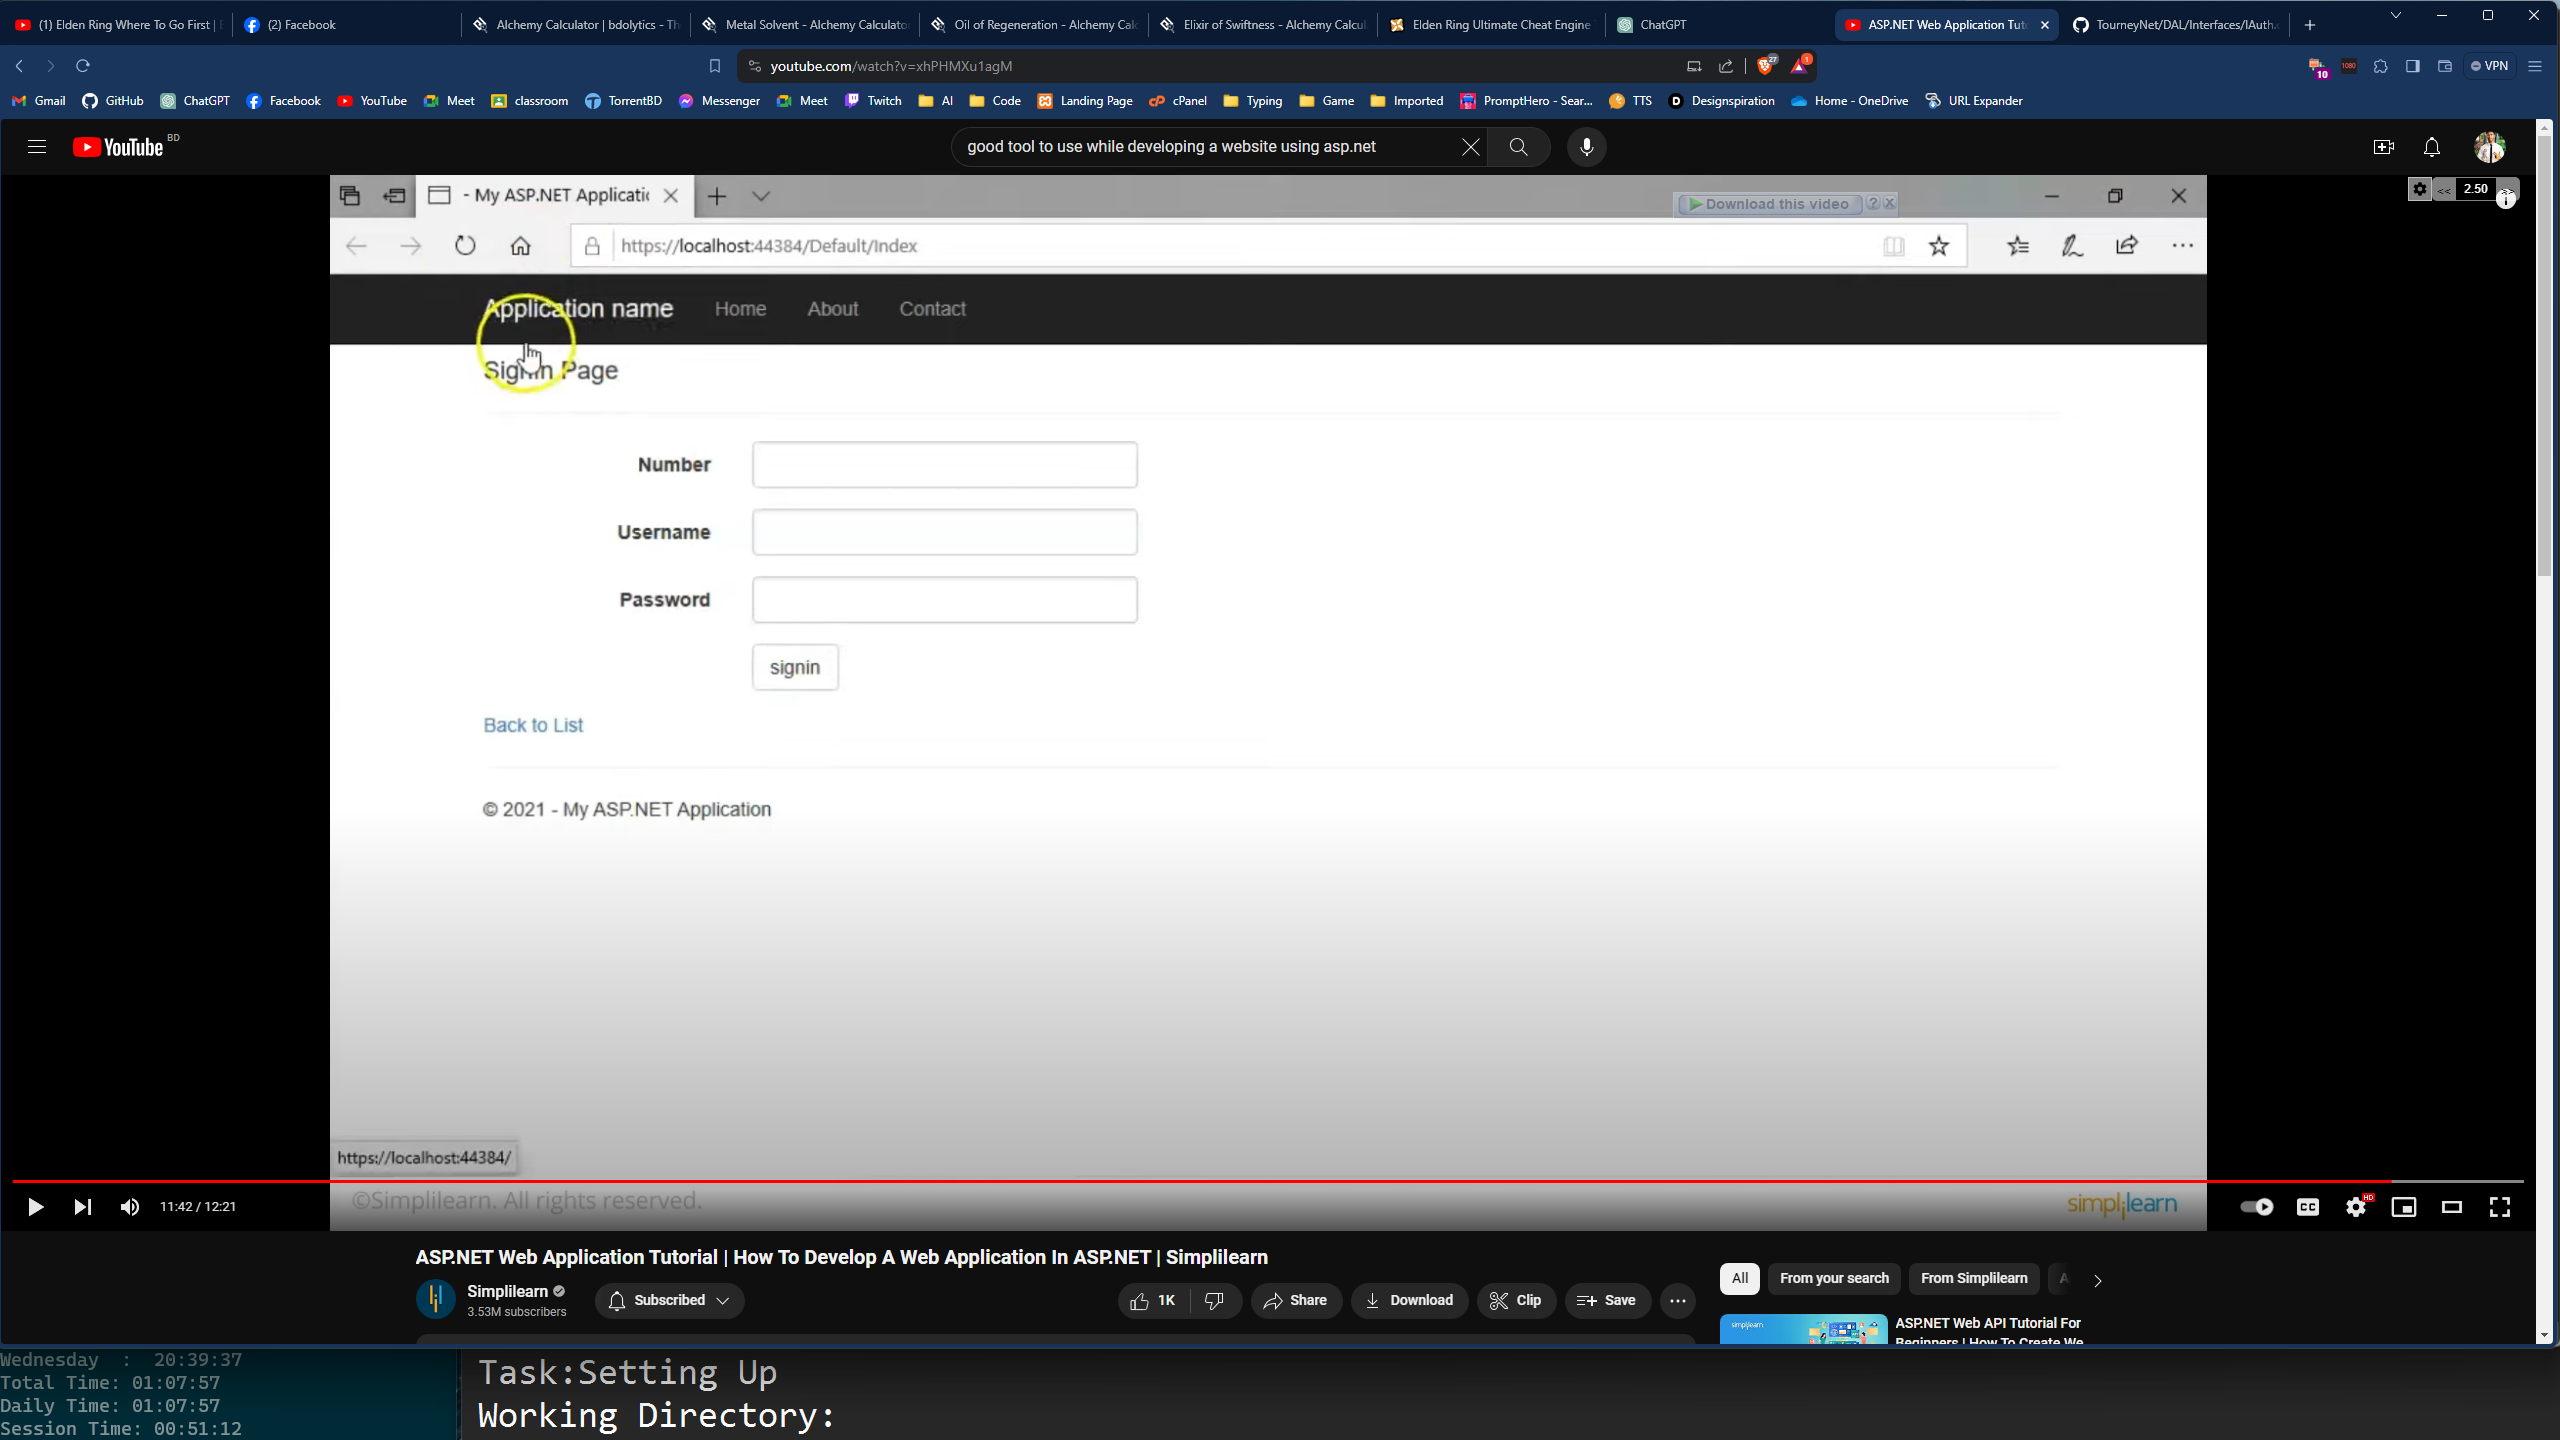 (1) Elden Ring Where To Go First |
(2) Facebook
Alchemy Calculator | bdolytics - Th
Metal Solvent - Alchemy Calculato
Oil of Regeneration - Alchemy Calc
Elixir of Swiftness - Alchemy Calcul
Elden Ring Ultimate Cheat Engine
ChatGPT
ASP.NET Web Application Tut
TourneyNet/DAL/Interfaces/IAuth.c
youtube.com/watch?v=xhPHMXu1agM
27
1
10
1080
VPN
Gmail
GitHub
ChatGPT
Facebook
YouTube
Meet
classroom
TorrentBD
Messenger
Meet
Twitch
AI
Code
Landing Page
cPanel
Typing
Game
Imported
PromptHero - Sear...
TTS
Designspiration
Home - OneDrive
URL Expander
YouTube BD
good tool to use while developing a website using asp.net
- My ASP.NET Applicatic
Download this video ? X
<< 2.50
https://localhost:44384/Default/Index
Application name Home About Contact
Signin Page
Number
Username
Password
signin
Back to List
© 2021 - My ASP.NET Application
https://localhost:44384/
©Simplilearn. All rights reserved.
simplilearn
11:42 / 12:21
CC
HD
ASP.NET Web Application Tutorial | How To Develop A Web Application In ASP.NET | Simplilearn
Simplilearn
3.53M subscribers
Subscribed
1K
Share
Download
Clip
Save
All
From your search
From Simplilearn
A
simplilearn
ASP.NET Web API Tutorial For
Beginners | How To Create We
Wednesday : 20:39:37
Total Time: 01:07:57
Daily Time: 01:07:57
Session Time: 00:51:12
Task:Setting Up
Working Directory: